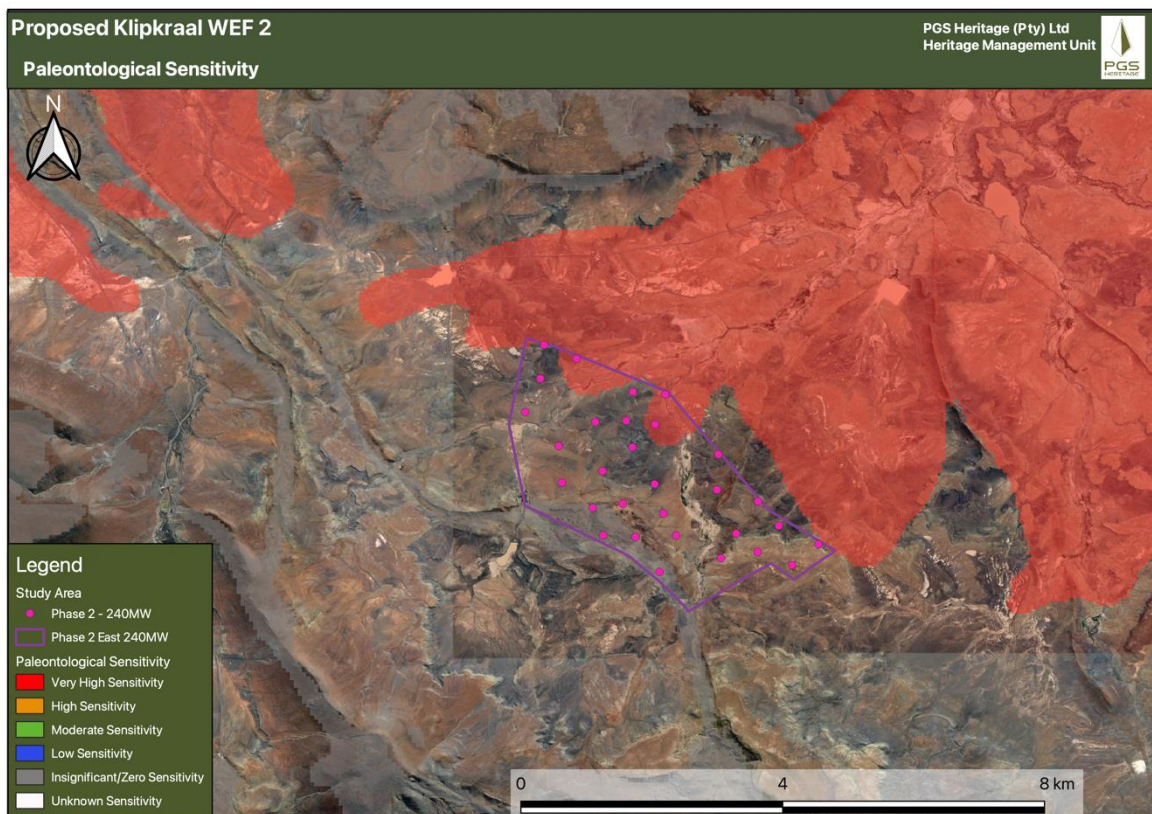 Proposed Klipkraal WEF 2
Paleontological Sensitivity
PGS Heritage (Pty) Ltd
Heritage Management Unit
PGS
HERITAGE
N
Legend
Study Area
Phase 2 - 240MW
Phase 2 East 240MW
Paleontological Sensitivity
Very High Sensitivity
High Sensitivity
Moderate Sensitivity
Low Sensitivity
Insignificant/Zero Sensitivity
Unknown Sensitivity
0 4 8 km